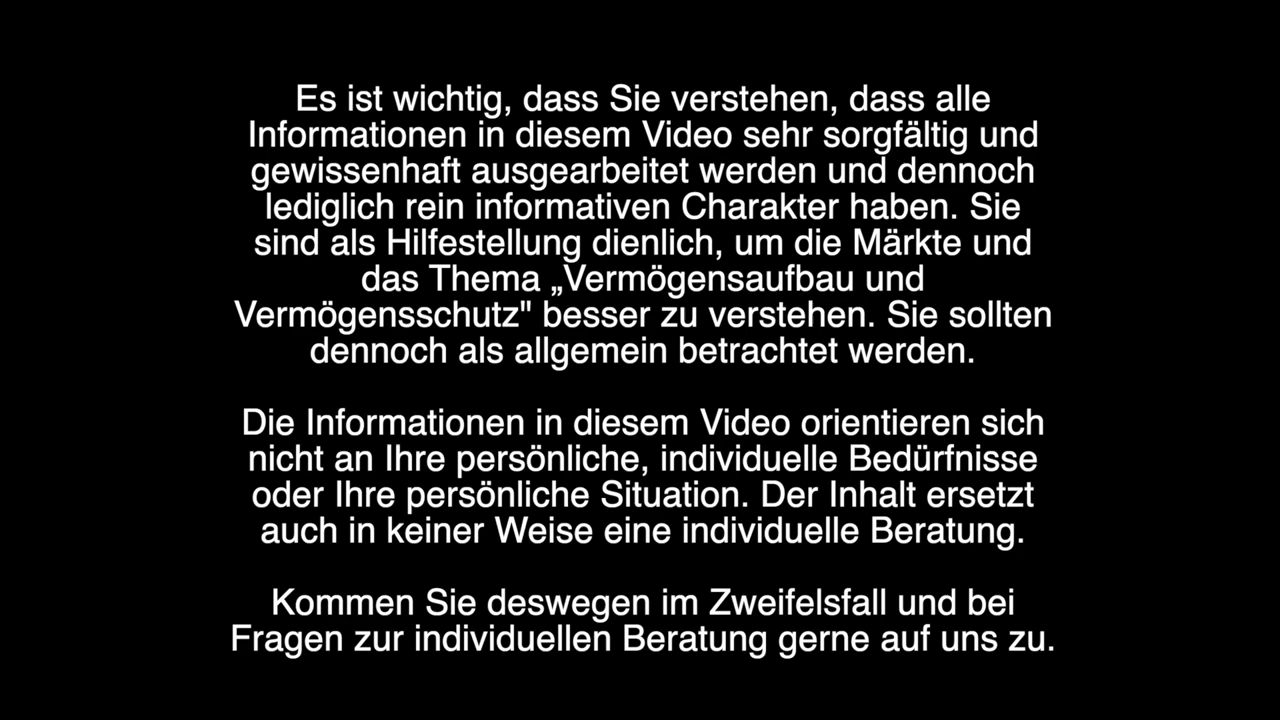 Es ist wichtig, dass Sie verstehen, dass alle
Informationen in diesem Video sehr sorgfältig und
gewissenhaft ausgearbeitet werden und dennoch
lediglich rein informativen Charakter haben. Sie
sind als Hilfestellung dienlich, um die Märkte und
das Thema „Vermögensaufbau und
Vermögensschutz" besser zu verstehen. Sie sollten
dennoch als allgemein betrachtet werden.
Die Informationen in diesem Video orientieren sich
nicht an Ihre persönliche, individuelle Bedürfnisse
oder Ihre persönliche Situation. Der Inhalt ersetzt
auch in keiner Weise eine individuelle Beratung.
Kommen Sie deswegen im Zweifelsfall und bei
Fragen zur individuellen Beratung gerne auf uns zu.